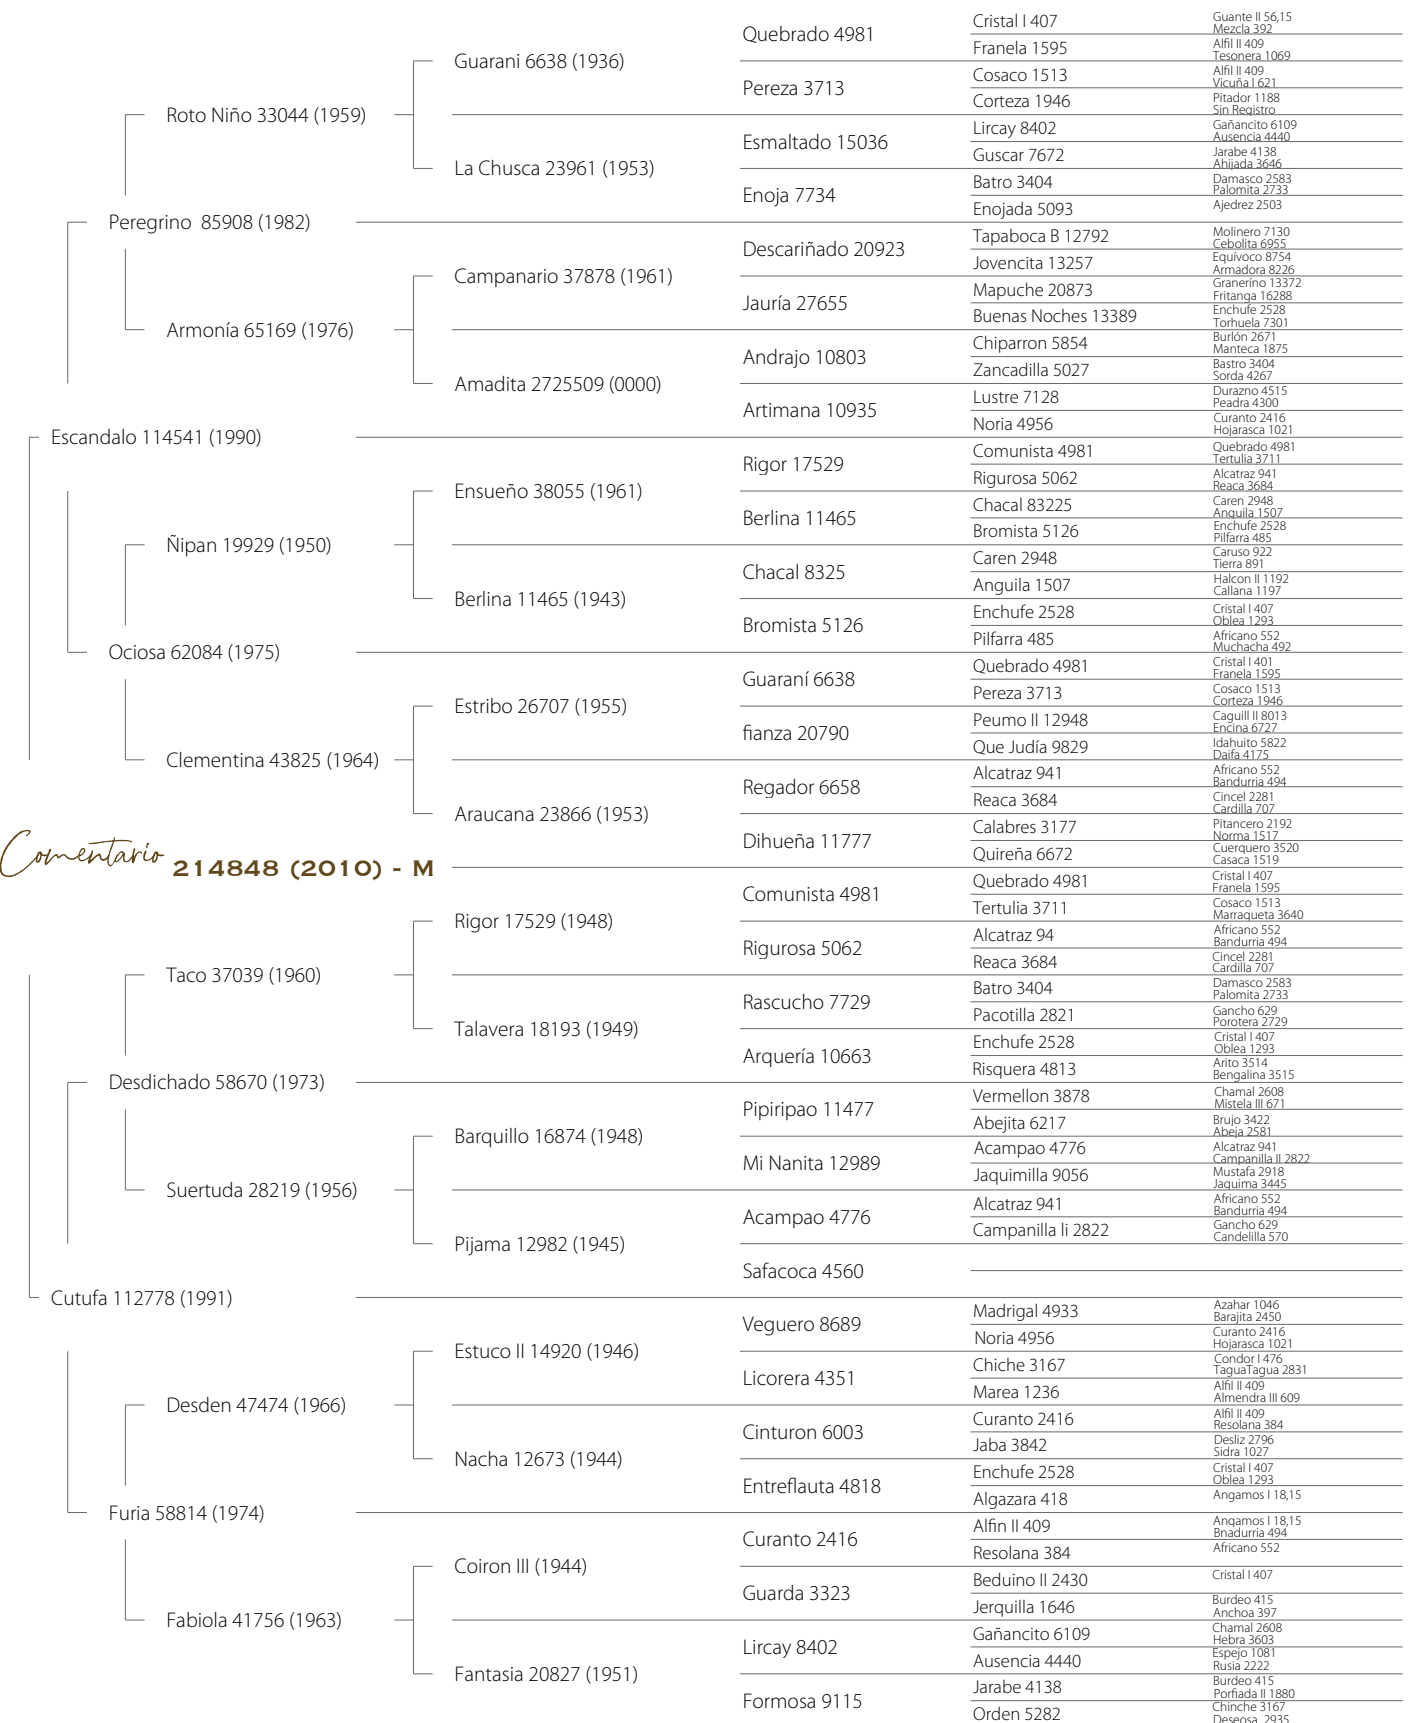 Cristal I 407
Guante II 56,15
Mezcla 392
Quebrado 4981
Franela 1595
Alfil II 409
Tesonera 1069
Guarani 6638 (1936)
Cosaco 1513
Alfil II 409
Vicuña I 621
Pereza 3713
Corteza 1946
Pitador 1188
Sin Registro
Roto Niño 33044 (1959)
Lircay 8402
Gañancito 6109
Ausencia 4440
Esmaltado 15036
Guscar 7672
Jarabe 4138
Ahijada 3646
La Chusca 23961 (1953)
Batro 3404
Damasco 2583
Palomita 2733
Enoja 7734
Enojada 5093
Ajedrez 2503
Peregrino 85908 (1982)
Tapaboca B 12792
Molinero 7130
Cebolita 6955
Descariñado 20923
Jovencita 13257
Equívoco 8754
Armadora 8226
Campanario 37878 (1961)
Mapuche 20873
Graneríno 13372
Fritanga 16288
Jauría 27655
Buenas Noches 13389
Enchufe 2528
Torhuela 7301
Armonía 65169 (1976)
Chiparron 5854
Burlón 2671
Manteca 1875
Andrajo 10803
Zancadilla 5027
Bastro 3404
Sorda 4267
Amadita 2725509 (0000)
Lustre 7128
Durazno 4515
Peadra 4300
Artimana 10935
Noria 4956
Curanto 2416
Hojarasca 1021
Escandalo 114541 (1990)
Comunista 4981
Quebrado 4981
Tertulia 3711
Rigor 17529
Rigurosa 5062
Alcatraz 941
Reaca 3684
Ensueño 38055 (1961)
Chacal 83225
Caren 2948
Anguila 1507
Berlina 11465
Bromista 5126
Enchufe 2528
Pilfarra 485
Ñipan 19929 (1950)
Caren 2948
Caruso 922
Tierra 891
Chacal 8325
Anguila 1507
Halcon II 1192
Callana 1197
Berlina 11465 (1943)
Enchufe 2528
Cristal I 407
Oblea 1293
Bromista 5126
Pilfarra 485
Africano 552
Muchacha 492
Ociosa 62084 (1975)
Quebrado 4981
Cristal I 401
Franela 1595
Guaraní 6638
Pereza 3713
Cosaco 1513
Corteza 1946
Estribo 26707 (1955)
Peumo II 12948
Caguill II 8013
Encina 6727
fianza 20790
Que Judía 9829
Idahuito 5822
Daifa 4175
Clementina 43825 (1964)
Alcatraz 941
Africano 552
Bandurria 494
Regador 6658
Reaca 3684
Cincel 2281
Cardilla 707
Araucana 23866 (1953)
Calabres 3177
Pitancero 2192
Norma 1517
Dihueña 11777
Quireña 6672
Cuerquero 3520
Casaca 1519
Comentario 214848 (2010) - M
Quebrado 4981
Cristal I 407
Franela 1595
Comunista 4981
Tertulia 3711
Cosaco 1513
Marraqueta 3640
Rigor 17529 (1948)
Alcatraz 94
Africano 552
Bandurria 494
Rigurosa 5062
Reaca 3684
Cincel 2281
Cardilla 707
Taco 37039 (1960)
Batro 3404
Damasco 2583
Palomita 2733
Rascucho 7729
Pacotilla 2821
Gancho 629
Porotera 2729
Talavera 18193 (1949)
Enchufe 2528
Cristal I 407
Oblea 1293
Arquería 10663
Risquera 4813
Arito 3514
Bengalina 3515
Desdichado 58670 (1973)
Vermellon 3878
Chamal 2608
Mistela III 671
Pipiripao 11477
Abejita 6217
Brujo 3422
Abeja 2581
Barquillo 16874 (1948)
Acampao 4776
Alcatraz 941
Campanilla II 2822
Mi Nanita 12989
Jaquimilla 9056
Mustafa 2918
Jaquima 3445
Suertuda 28219 (1956)
Alcatraz 941
Africano 552
Bandurria 494
Acampao 4776
Campanilla li 2822
Gancho 629
Candelilla 570
Pijama 12982 (1945)
Safacoca 4560
Cutufa 112778 (1991)
Madrigal 4933
Azahar 1046
Barajita 2450
Veguero 8689
Noria 4956
Curanto 2416
Hojarasca 1021
Estuco II 14920 (1946)
Chiche 3167
Condor I 476
TaguaTagua 2831
Licorera 4351
Marea 1236
Alfil II 409
Almendra III 609
Desden 47474 (1966)
Curanto 2416
Alfil II 409
Resolana 384
Cinturon 6003
Jaba 3842
Desliz 2796
Sidra 1027
Nacha 12673 (1944)
Enchufe 2528
Cristal I 407
Oblea 1293
Entreflauta 4818
Algazara 418
Angamos I 18,15
Furia 58814 (1974)
Alfin II 409
Angamos I 18,15
Bnadurria 494
Curanto 2416
Resolana 384
Africano 552
Coiron III (1944)
Beduino II 2430
Cristal I 407
Guarda 3323
Jerquilla 1646
Burdeo 415
Anchoa 397
Fabiola 41756 (1963)
Gañancito 6109
Chamal 2608
Hebra 3603
Lircay 8402
Ausencia 4440
Espejo 1081
Rusia 2222
Fantasia 20827 (1951)
Jarabe 4138
Burdeo 415
Porfiada II 1880
Formosa 9115
Orden 5282
Chinche 3167
Deseosa 2935